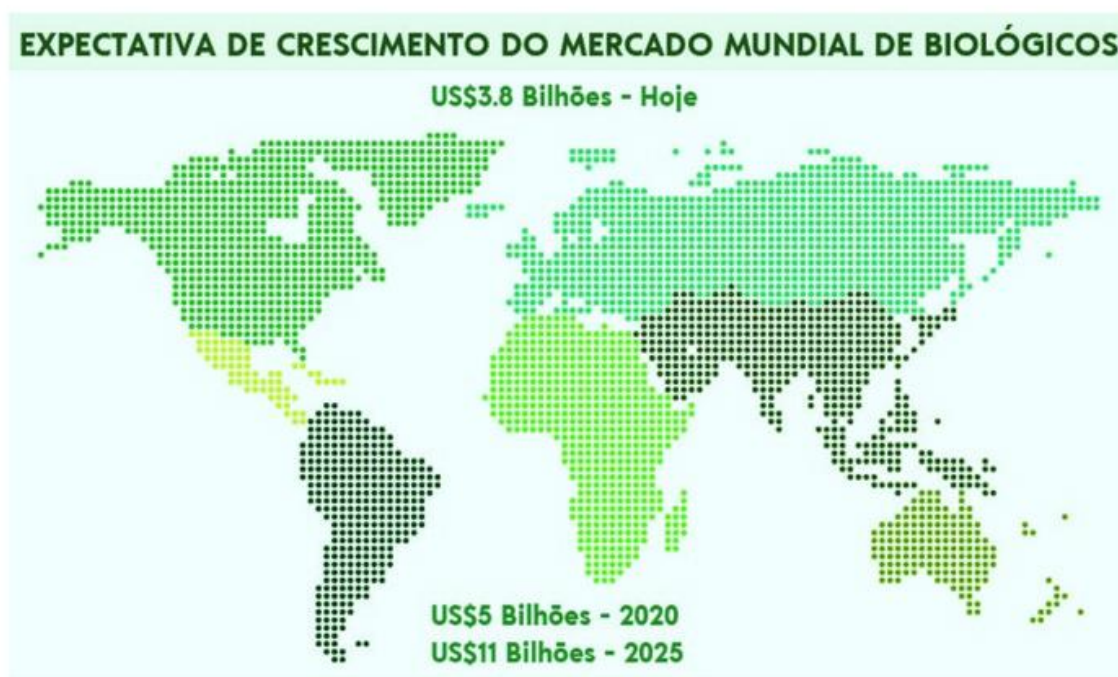 EXPECTATIVA DE CRESCIMENTO DO MERCADO MUNDIAL DE BIOLÓGICOS
US$3.8 Bilhões - Hoje
US$5 Bilhões - 2020
US$11 Bilhões - 2025